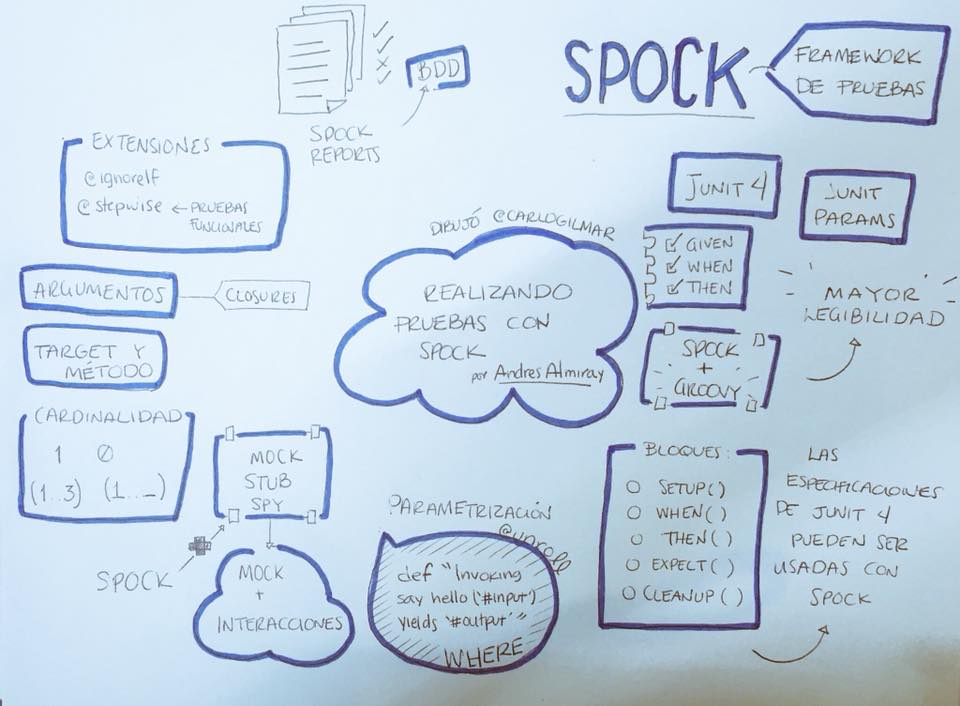 SPOCK
FRAMEWORK
DE PRUEBAS
BDD
SPOCK
REPORTS
EXTENSIONES
@ignoreIf
@stepwise ← PRUEBAS
FUNCIONALES
ARGUMENTOS
CLOSURES
TARGET Y
MÉTODO
CARDINALIDAD
1 0
(1..3) (1.._)
MOCK
STUB
SPY
SPOCK
MOCK
+
INTERACCIONES
DIBUJÓ @CARLOGILMAR
REALIZANDO
PRUEBAS CON
SPOCK
por Andres Almiray
PARAMETRIZACIÓN
@unroll
def "Invoking
say hello ('#input')
yields '#output'"
WHERE
JUNIT 4
JUNIT
PARAMS
GIVEN
WHEN
THEN
SPOCK
+
GROOVY
MAYOR
LEGIBILIDAD
BLOQUES:
SETUP()
WHEN()
THEN()
EXPECT()
CLEANUP()
LAS
ESPECIFICACIONES
DE JUNIT 4
PUEDEN SER
USADAS CON
SPOCK